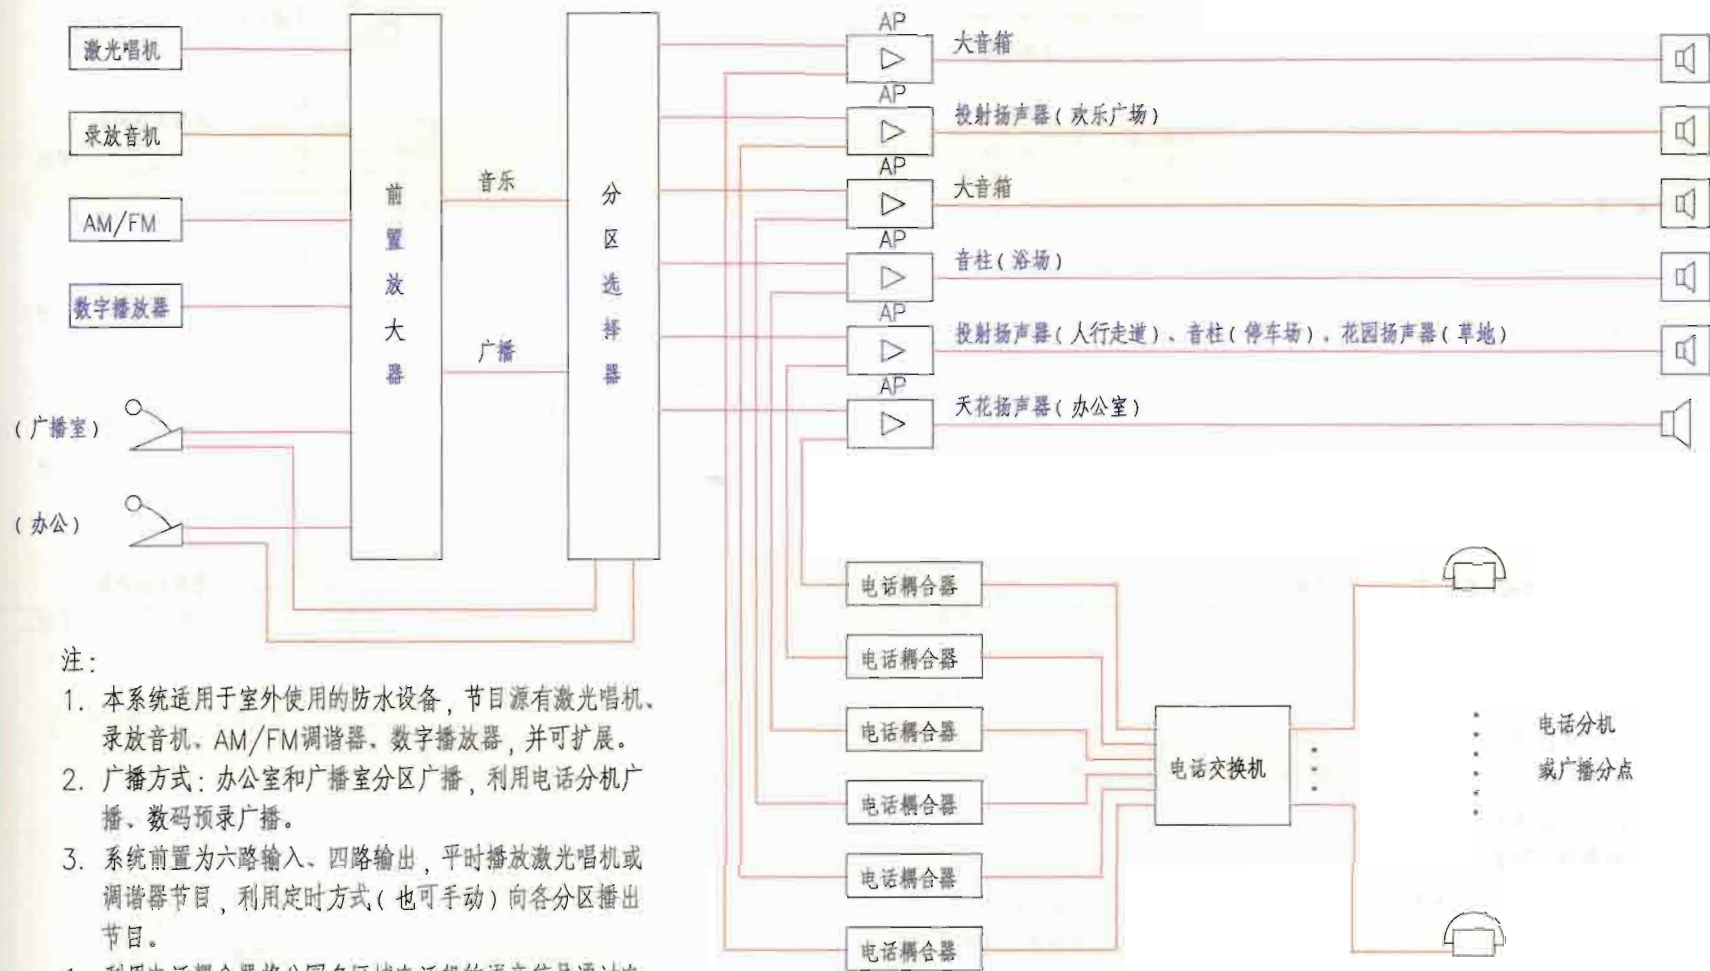 激光唱机
录放音机
AM/FM
数字播放器
(广播室)
(办公)
前置放大器
音乐
广播
分区选择器
AP
大音箱
AP
投射扬声器(欢乐广场)
AP
大音箱
AP
音柱(浴场)
AP
投射扬声器(人行走道)、音柱(停车场)、花园扬声器(草地)
AP
天花扬声器(办公室)
电话耦合器
电话耦合器
电话耦合器
电话耦合器
电话耦合器
电话耦合器
电话交换机
电话分机
或广播分点
注:
1. 本系统适用于室外使用的防水设备,节目源有激光唱机、
录放音机、AM/FM调谐器、数字播放器,并可扩展。
2. 广播方式:办公室和广播室分区广播,利用电话分机广
播、数码预录广播。
3. 系统前置为六路输入、四路输出,平时播放激光唱机或
调谐器节目,利用定时方式(也可手动)向各分区播出
节目。